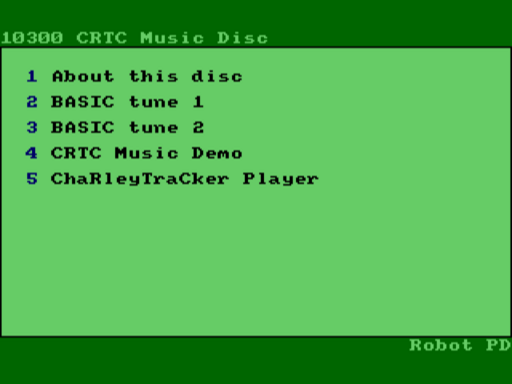 10300 CRTC Music Disc
1 About this disc
2 BASIC tune 1
3 BASIC tune 2
4 CRTC Music Demo
5 ChaRleyTraCker Player
Robot PD